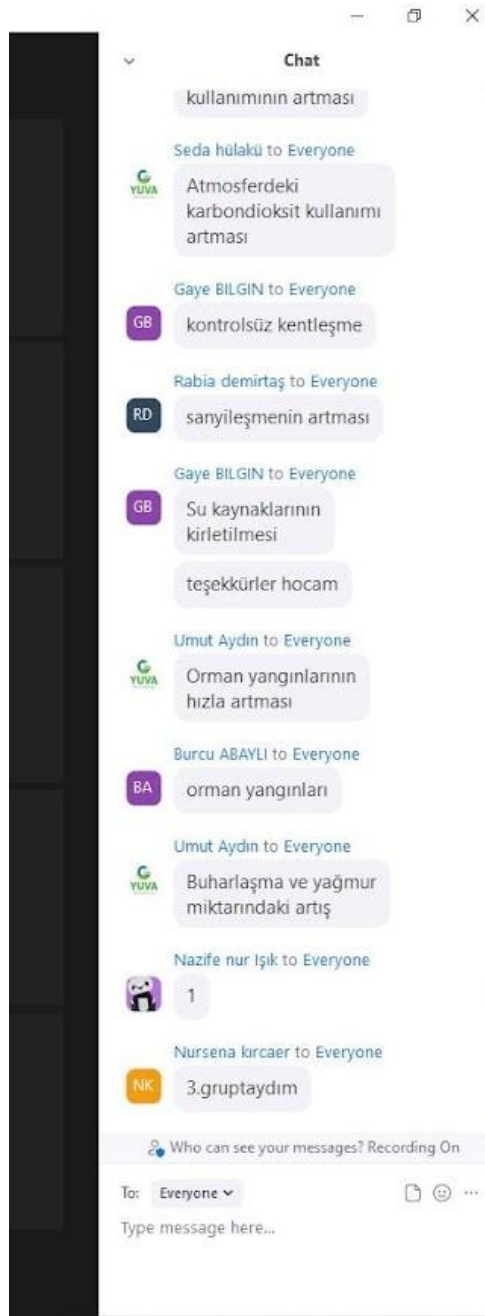 Chat
kullanımının artması
Seda hülakü to Everyone
YUVA
Atmosferdeki
karbondioksit kullanımı
artması
Gaye BILGIN to Everyone
GB
kontrolsüz kentleşme
Rabia demirtaş to Everyone
RD
sanyileşmenin artması
Gaye BILGIN to Everyone
GB
Su kaynaklarının
kirletilmesi
teşekkürler hocam
Umut Aydın to Everyone
YUVA
Orman yangınlarının
hızla artması
Burcu ABAYLI to Everyone
BA
orman yangınları
Umut Aydın to Everyone
YUVA
Buharlaşma ve yağmur
miktarındaki artış
Nazife nur Işık to Everyone
1
Nursena kırcaer to Everyone
NK
3.gruptaydım
Who can see your messages? Recording On
To: Everyone
Type message here...